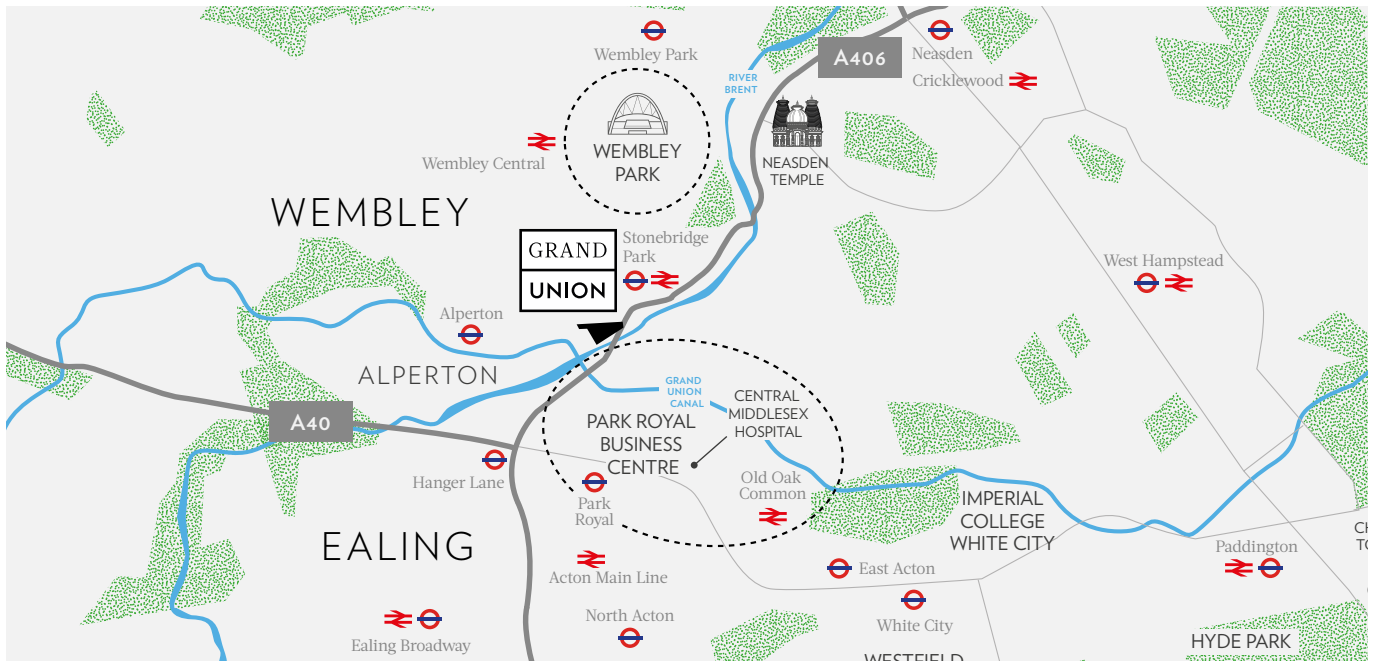 Wembley Park
A406
Neasden
Cricklewood
RIVER
BRENT
WEMBLEY
PARK
Wembley Central
NEASDEN
TEMPLE
WEMBLEY
GRAND
UNION
Stonebridge
Park
West Hampstead
Alperton
ALPERTON
GRAND
UNION
CANAL
CENTRAL
MIDDLESEX
HOSPITAL
A40
PARK ROYAL
BUSINESS
CENTRE
Hanger Lane
Old Oak
Common
Park
Royal
IMPERIAL
COLLEGE
WHITE CITY
EALING
Paddington
Acton Main Line
East Acton
North Acton
White City
Ealing Broadway
HYDE PARK
WESTFIELD